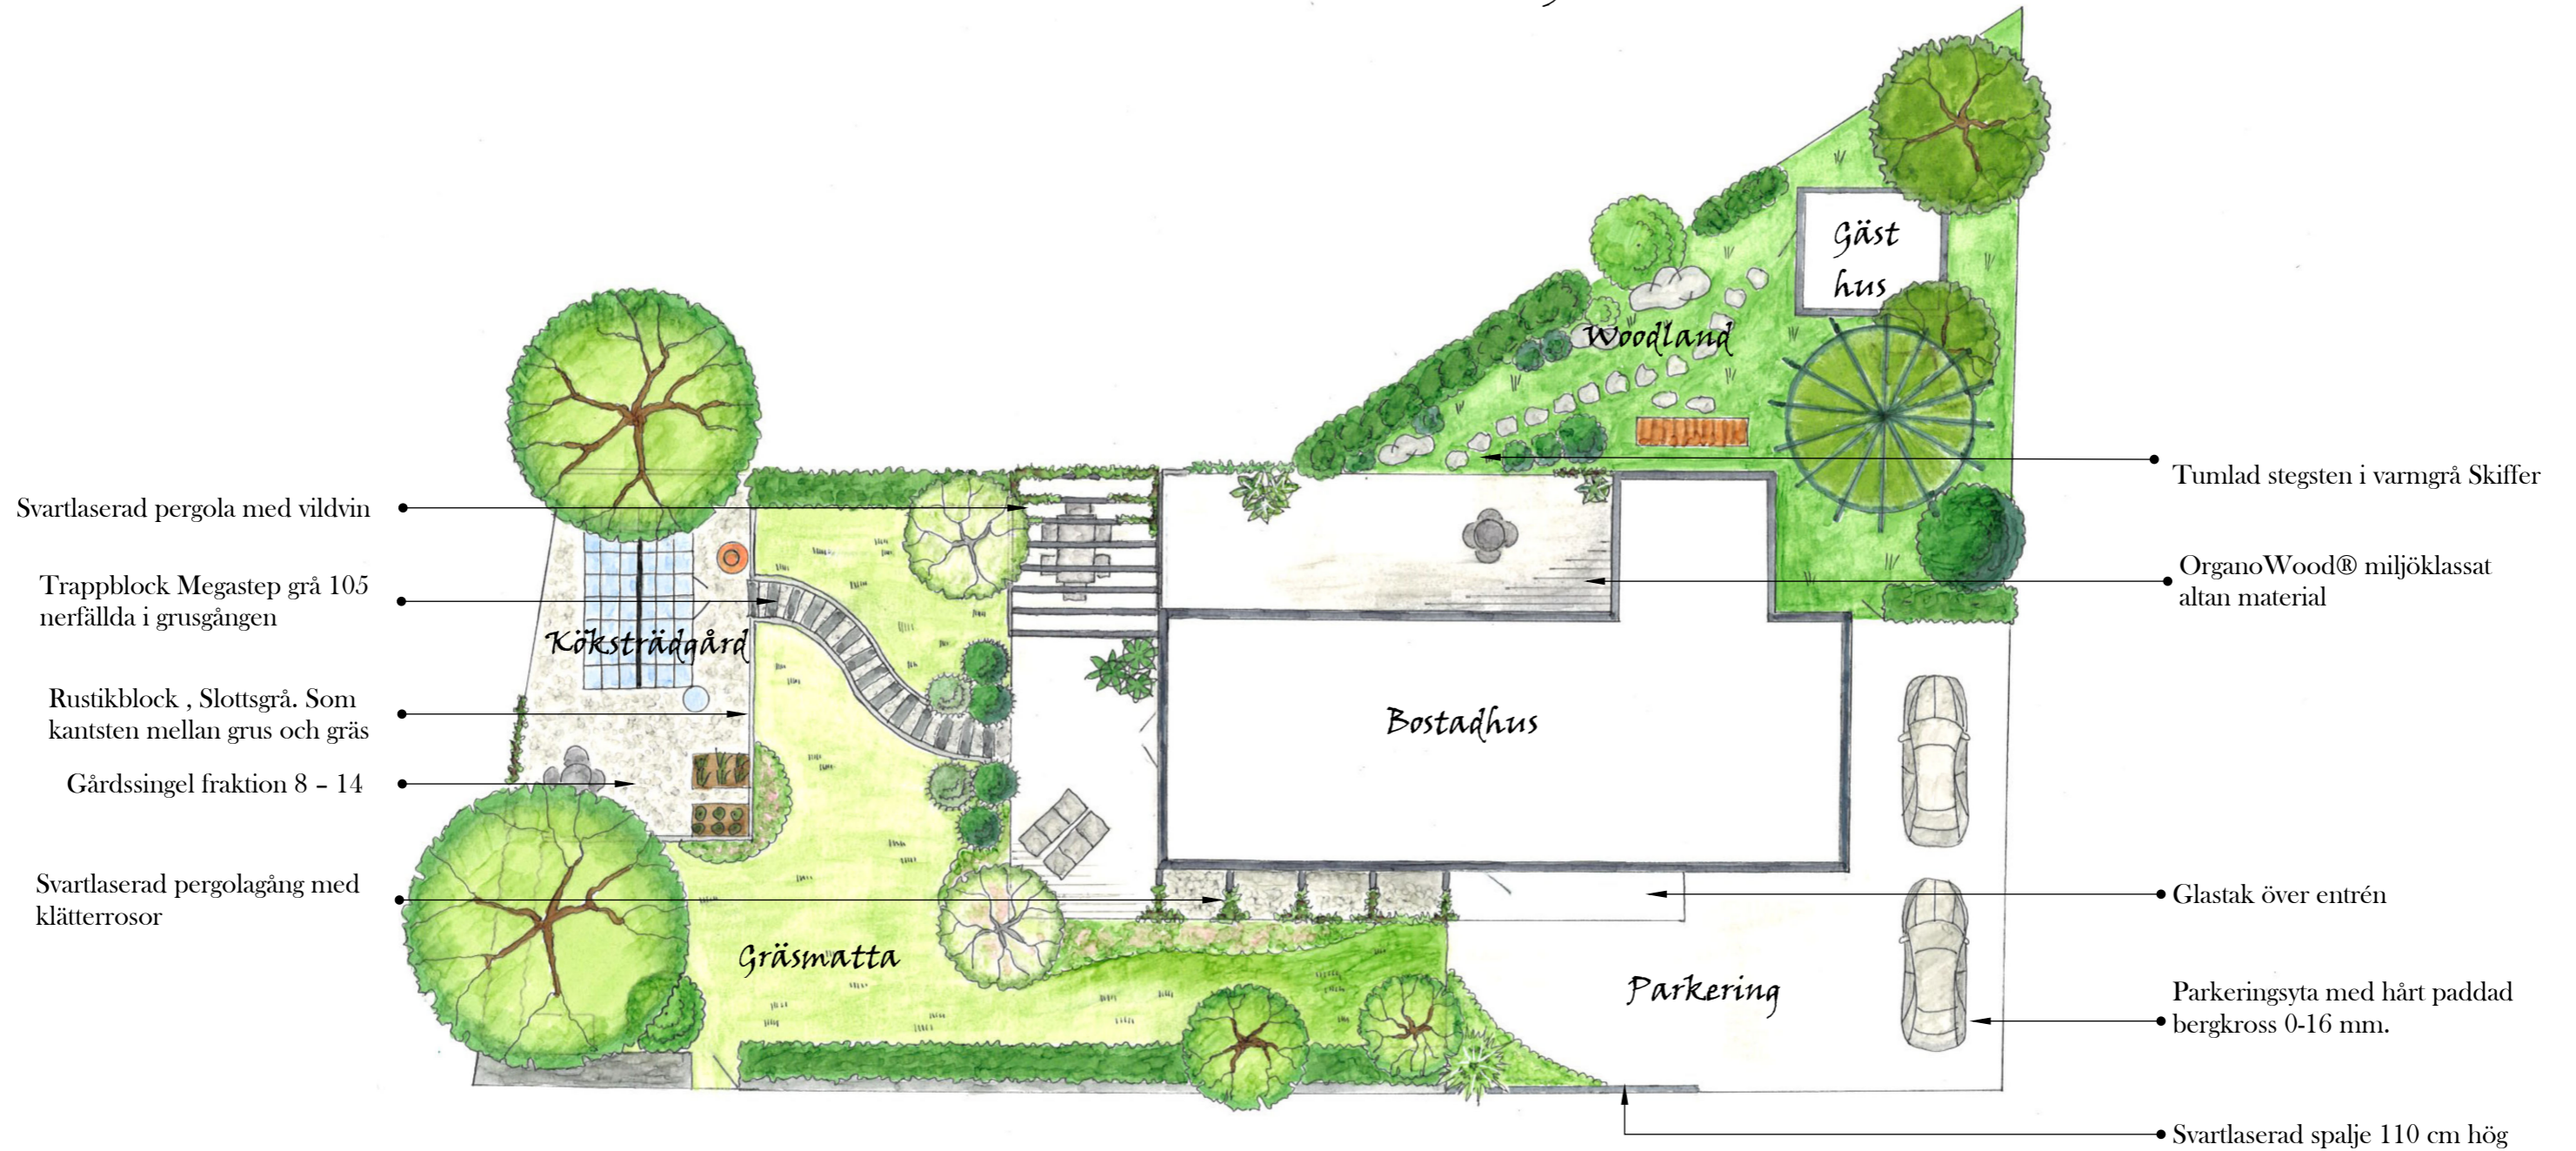 Svartlaserad pergola med vildvin
Trappblock Megastep grå 105
nerfällda i grusgången
Rustikblock , Slottsgrå. Som
kantsten mellan grus och gräs
Gårdssingel fraktion 8 – 14
Svartlaserad pergolagång med
klätterrosor
Köksträdgård
Gräsmatta
Bostadhus
Parkering
Woodland
Gäst
hus
Tumlad stegsten i varmgrå Skiffer
OrganoWood® miljöklassat
altan material
Glastak över entrén
Parkeringsyta med hårt paddad
bergkross 0-16 mm.
Svartlaserad spalje 110 cm hög